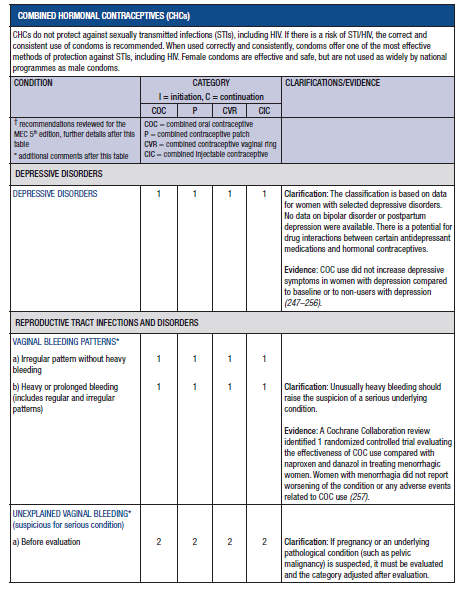 COMBINED HORMONAL CONTRACEPTIVES (CHCs)
CHCs do not protect against sexually transmitted infections (STIs), including HIV. If there is a risk of STI/HIV, the correct and
consistent use of condoms is recommended. When used correctly and consistently, condoms offer one of the most effective
methods of protection against STIs, including HIV. Female condoms are effective and safe, but are not used as widely by national
programmes as male condoms.
CONDITION
CATEGORY
I = initiation, C = continuation
CLARIFICATIONS/EVIDENCE
COC P CVR CIC
† recommendations reviewed for the
MEC 5th edition, further details after this
table
* additional comments after this table
COC = combined oral contraceptive
P = combined contraceptive patch
CVR = combined contraceptive vaginal ring
CIC = combined injectable contraceptive
DEPRESSIVE DISORDERS
DEPRESSIVE DISORDERS 1 1 1 1
Clarification: The classification is based on data
for women with selected depressive disorders.
No data on bipolar disorder or postpartum
depression were available. There is a potential for
drug interactions between certain antidepressant
medications and hormonal contraceptives.
Evidence: COC use did not increase depressive
symptoms in women with depression compared
to baseline or to non-users with depression
(247–256).
REPRODUCTIVE TRACT INFECTIONS AND DISORDERS
VAGINAL BLEEDING PATTERNS*
a) Irregular pattern without heavy
bleeding
1 1 1 1
b) Heavy or prolonged bleeding
(includes regular and irregular
patterns)
1 1 1 1
Clarification: Unusually heavy bleeding should
raise the suspicion of a serious underlying
condition.
Evidence: A Cochrane Collaboration review
identified 1 randomized controlled trial evaluating
the effectiveness of COC use compared with
naproxen and danazol in treating menorrhagic
women. Women with menorrhagia did not report
worsening of the condition or any adverse events
related to COC use (257).
UNEXPLAINED VAGINAL BLEEDING*
(suspicious for serious condition)
a) Before evaluation 2 2 2 2
Clarification: If pregnancy or an underlying
pathological condition (such as pelvic
malignancy) is suspected, it must be evaluated
and the category adjusted after evaluation.